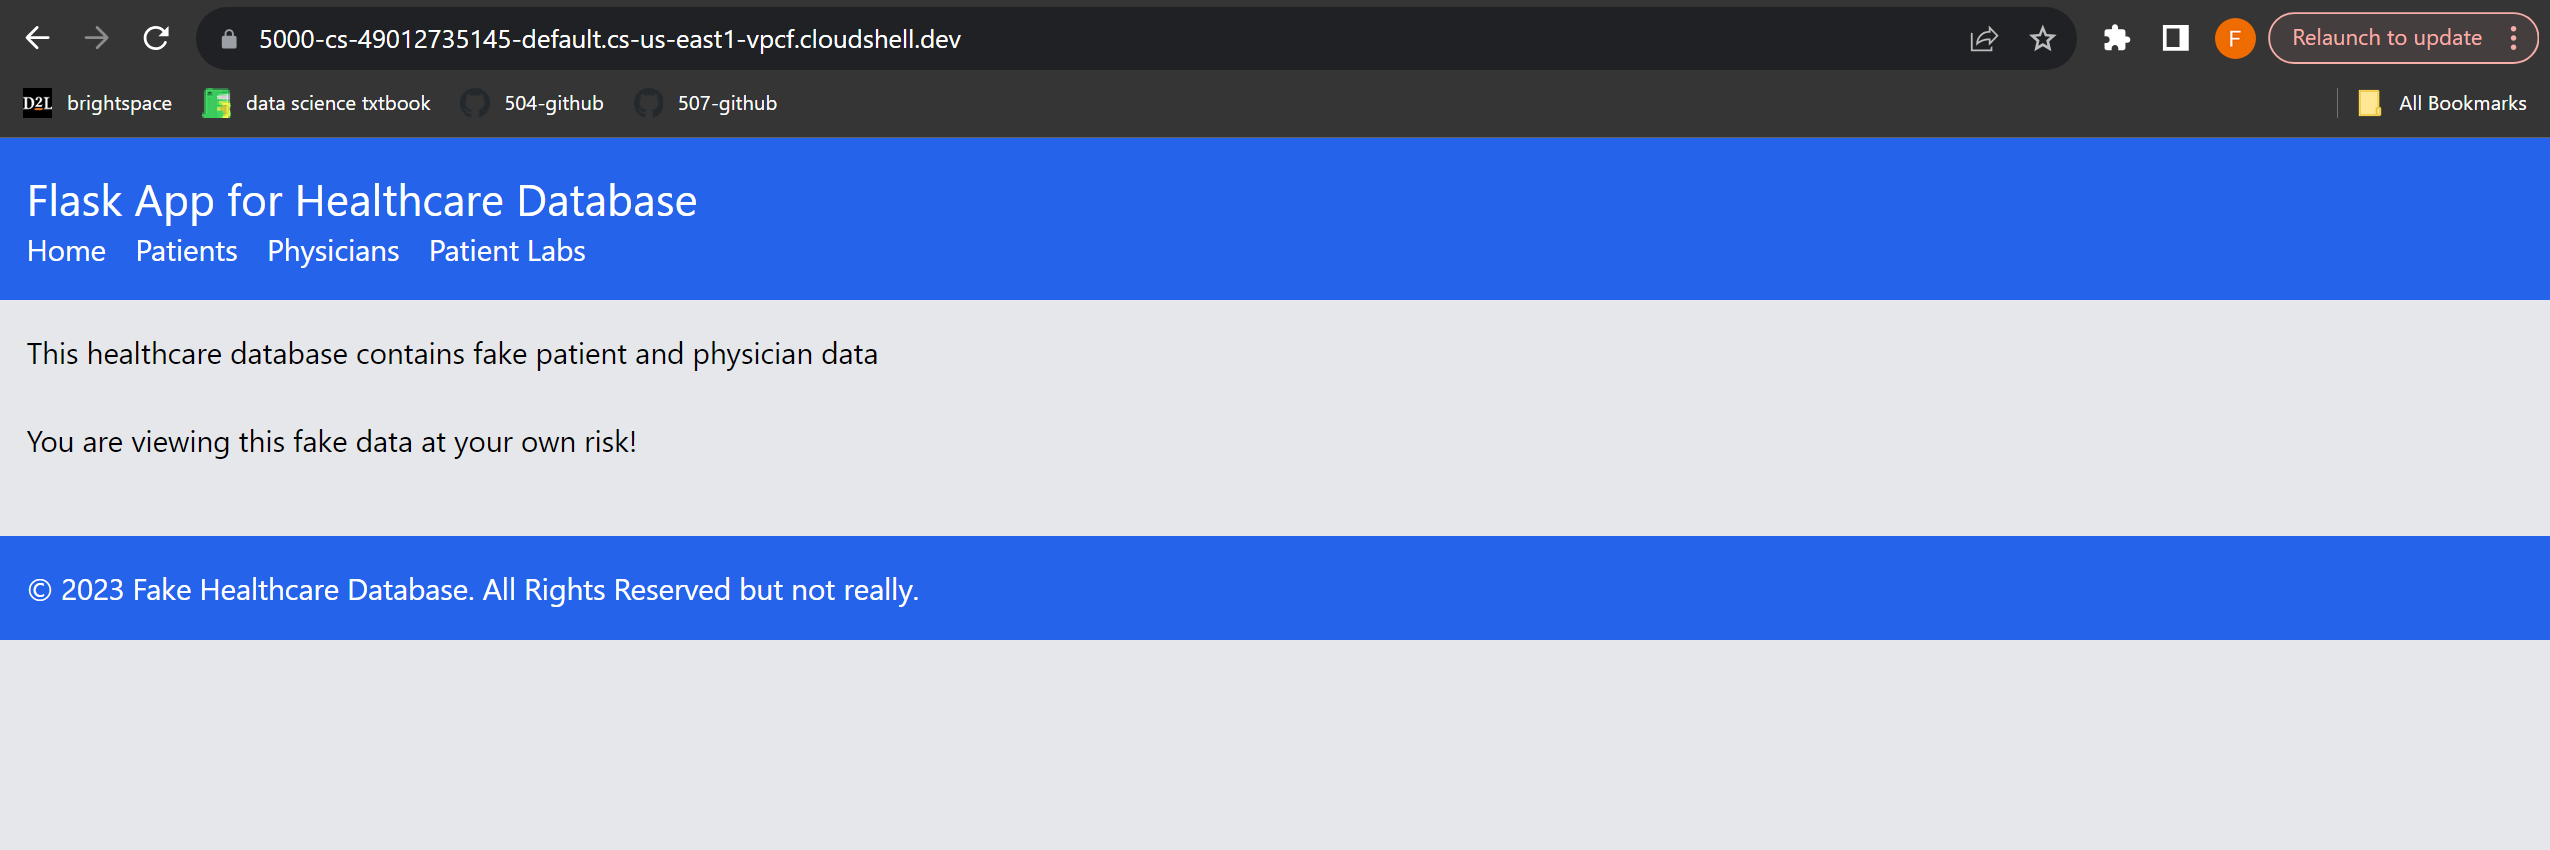 5000-cs-49012735145-default.cs-us-east1-vpcf.cloudshell.dev
F
Relaunch to update
D2L brightspace data science txtbook 504-github 507-github All Bookmarks
Flask App for Healthcare Database
Home Patients Physicians Patient Labs
This healthcare database contains fake patient and physician data
You are viewing this fake data at your own risk!
© 2023 Fake Healthcare Database. All Rights Reserved but not really.